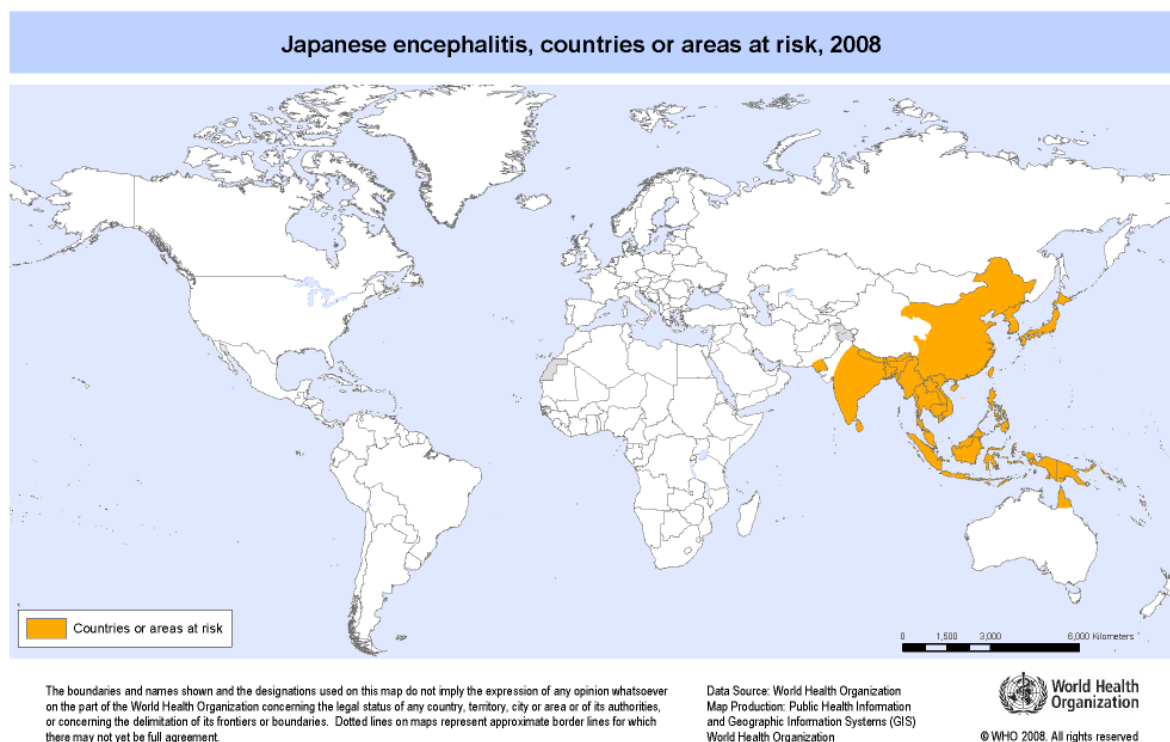 Japanese encephalitis, countries or areas at risk, 2008
Countries or areas at risk
0 1,500 3,000 6,000 Kilometers
The boundaries and names shown and the designations used on this map do not imply the expression of any opinion whatsoever
on the part of the World Health Organization concerning the legal status of any country, territory, city or area or of its authorities,
or concerning the delimitation of its frontiers or boundaries. Dotted lines on maps represent approximate border lines for which
there may not yet be full agreement.
Data Source: World Health Organization
Map Production: Public Health Information
and Geographic Information Systems (GIS)
World Health Organization
World Health
Organization
© WHO 2008. All rights reserved